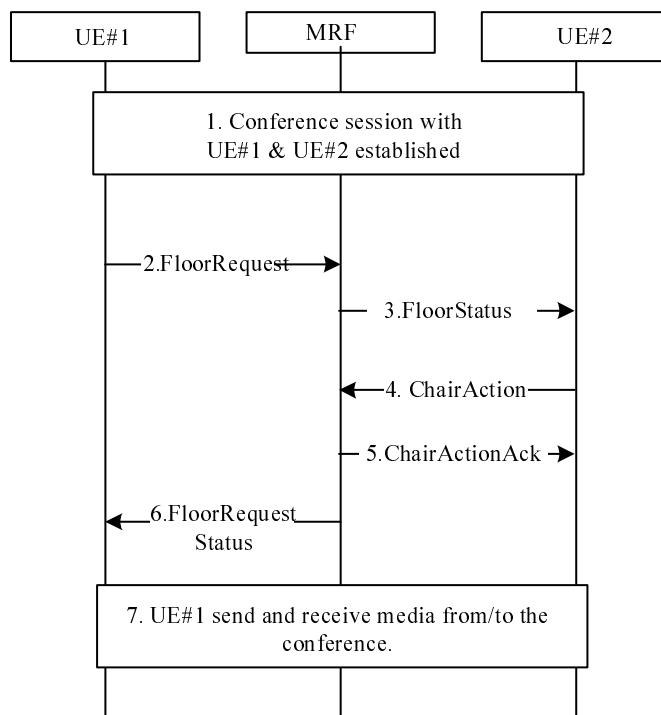 UE#1
MRF
UE#2
1. Conference session with
UE#1 & UE#2 established
2.FloorRequest
3.FloorStatus
4. ChairAction
5.ChairActionAck
6.FloorRequest
Status
7. UE#1 send and receive media from/to the
conference.